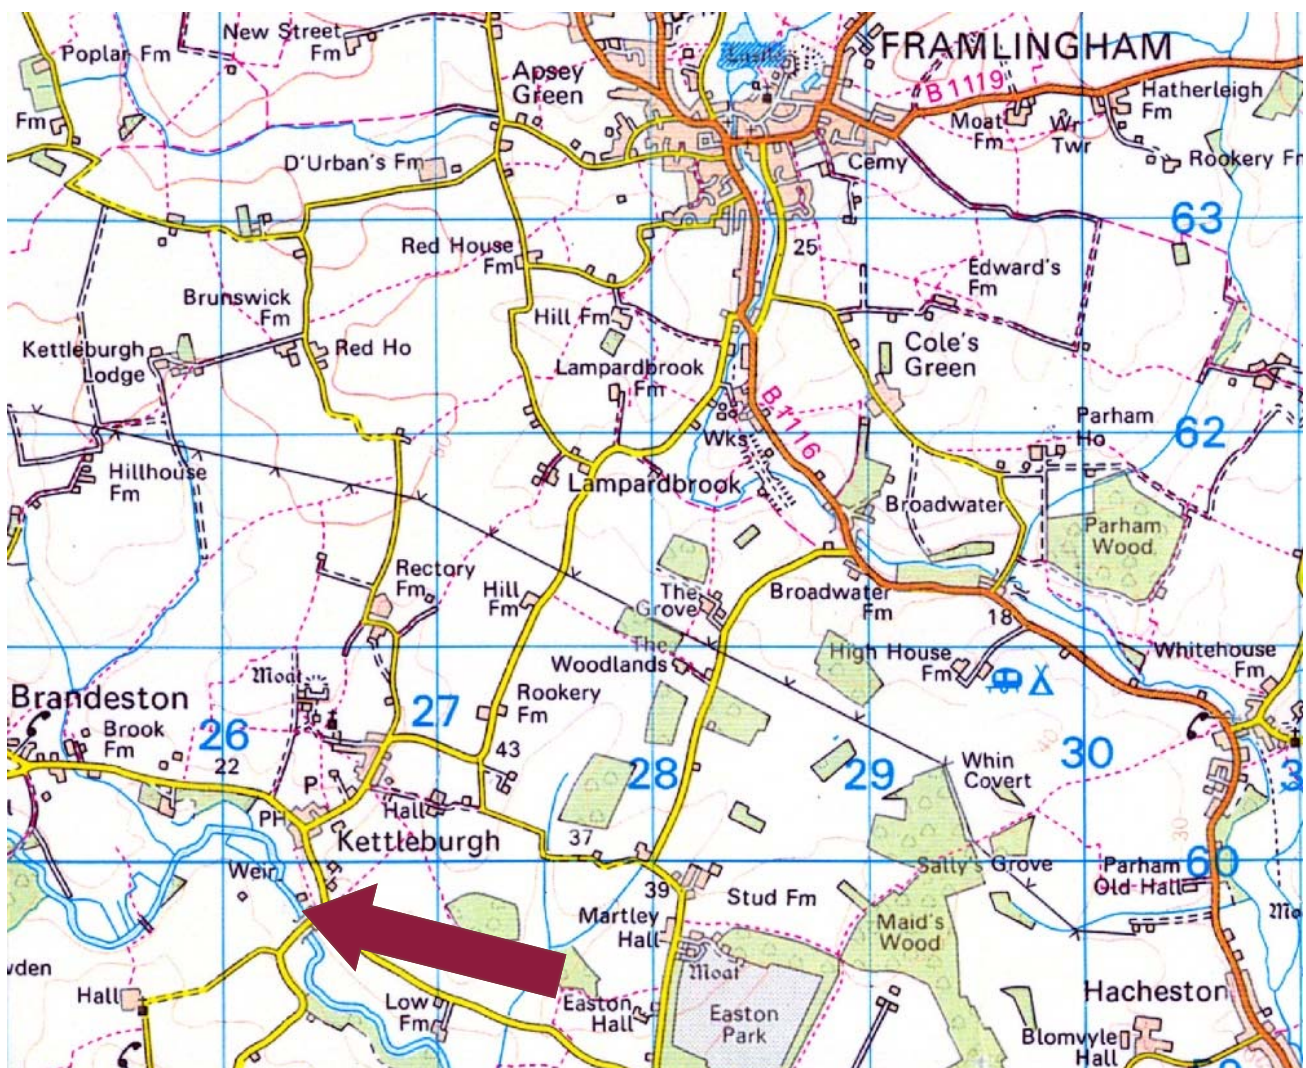 New Street
Fm
FRAMLINGHAM
Poplar Fm
Apsey
Green
B 1119
Hatherleigh
Fm
Fm
Moat
Fm
Wr
Twr
D'Urban's Fm
Cemy
Rookery Fm
63
Red House
Fm
25
Edward's
Fm
Brunswick
Fm
Hill Fm
Kettleburgh
Lodge
Red Ho
Cole's
Green
Lampardbrook
Fm
B 1116
Parham
Ho
62
Wks
Hillhouse
Fm
Lampardbrook
Broadwater
Parham
Wood
Rectory
Fm
Hill
Fm
The
Grove
Broadwater
Fm
18
The
Woodlands
High House
Fm
Whitehouse
Fm
Moat
Brandeston
Rookery
Fm
Brook
Fm
26
27
22
43
28
29
30
3
Whin
Covert
40
P
PH
Hall
Kettleburgh
37
30
Weir
39
Stud Fm
Sally's Grove
Parham
Old Hall
60
Martley
Hall
Maid's
Wood
Mo
wden
Moat
Hall
Low
Fm
Easton
Hall
Easton
Park
Hacheston
Blomvyle
Hall